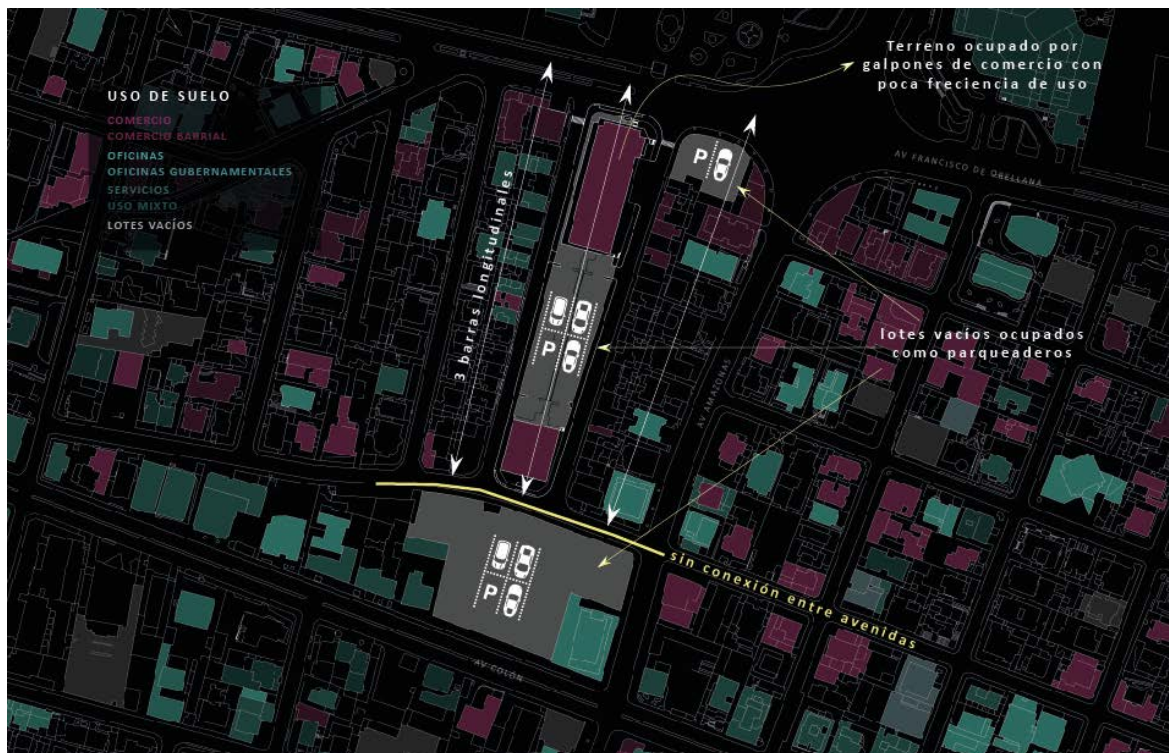 Terreno ocupado por
galpones de comercio con
poca freciencia de uso
USO DE SUELO
COMERCIO
COMERCIO BARRIAL
OFICINAS
OFICINAS GUBERNAMENTALES
SERVICIOS
USO MIXTO
LOTES VACÍOS
AV FRANCISCO DE ORELLANA
P
3 barras longitudinales
P
lotes vacíos ocupados
como parqueaderos
AV AMAZONAS
sin conexión entre avenidas
P
AV COLÓN